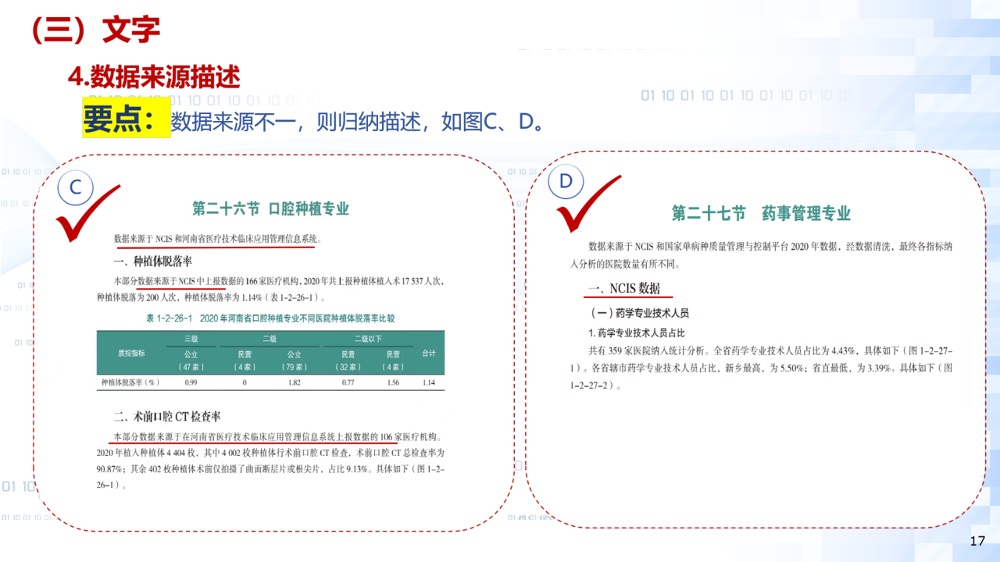 （三）文字
4.数据来源描述
要点：数据来源不一，则归纳描述，如图C、D。
01 10 01 10 01 10 01 10 01 10 01
C
第二十六节 口腔种植专业
数据来源于 NCIS 和河南省医疗技术临床应用管理信息系统。
一、种植体脱落率
本部分数据来源于 NCIS 中上报数据的 166 家医疗机构，2020 年共上报种植体植入术 17 537 人次，
种植体脱落为 200 人次，种植体脱落率为 1.14%（表 1-2-26-1）。
表 1-2-26-1 2020 年河南省口腔种植专业不同医院种植体脱落率比较
质控指标 三级 二级 二级以下 合计
公立 民营 公立 民营 民营
（47 家） （4 家） （79 家） （32 家） （4 家）
种植体脱落率（%） 0.99 0 1.82 0.77 1.56 1.14
二、术前口腔 CT 检查率
本部分数据来源于在河南省医疗技术临床应用管理信息系统上报数据的 106 家医疗机构。
2020 年植入种植体 4 404 枚，其中 4 002 枚种植体行术前口腔 CT 检查，术前口腔 CT 总检查率为
90.87%；其余 402 枚种植体术前仅拍摄了曲面断层片或根尖片，占比 9.13%。具体如下（图 1-2-
26-1）。
D
第二十七节 药事管理专业
数据来源于 NCIS 和国家单病种质量管理与控制平台 2020 年数据，经数据清洗，最终各指标纳
入分析的医院数量有所不同。
一、NCIS 数据
（一）药学专业技术人员
1. 药学专业技术人员占比
共有 359 家医院纳入统计分析。全省药学专业技术人员占比为 4.43%，具体如下（图 1-2-27-
1）。各省辖市药学专业技术人员占比，新乡最高，为 5.50%；省直最低，为 3.39%。具体如下（图
1-2-27-2）。
17